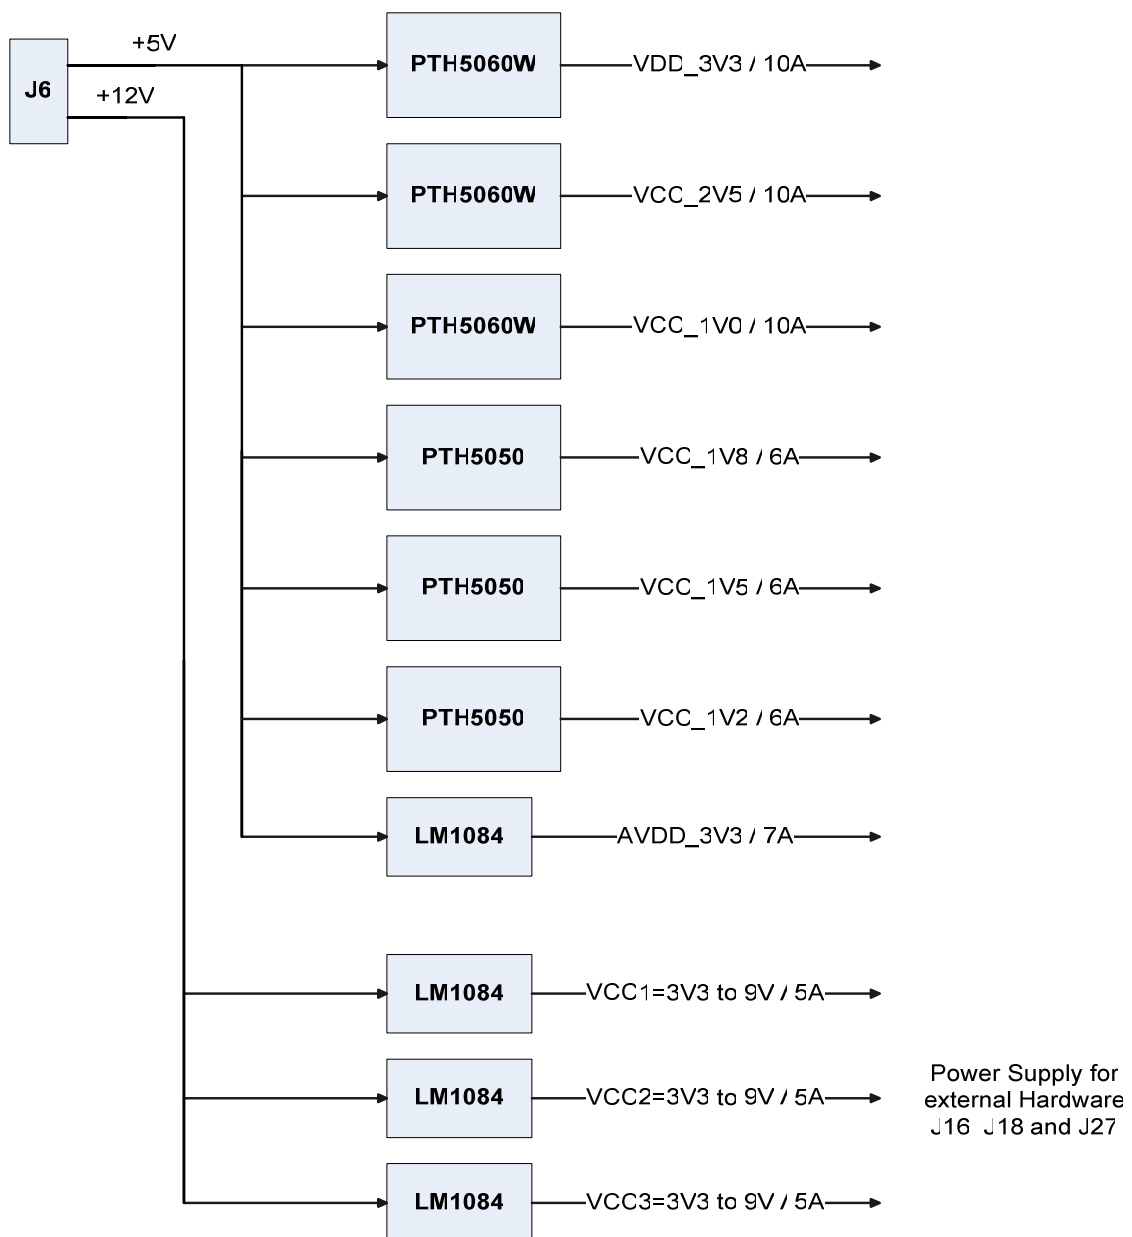 +5V
J6
+12V
PTH5060W
VDD_3V3 / 10A
PTH5060W
VCC_2V5 / 10A
PTH5060W
VCC_1V0 / 10A
PTH5050
VCC_1V8 / 6A
PTH5050
VCC_1V5 / 6A
PTH5050
VCC_1V2 / 6A
LM1084
AVDD_3V3 / 7A
LM1084
VCC1=3V3 to 9V / 5A
LM1084
VCC2=3V3 to 9V / 5A
Power Supply for
external Hardware
J16 J18 and J27
LM1084
VCC3=3V3 to 9V / 5A